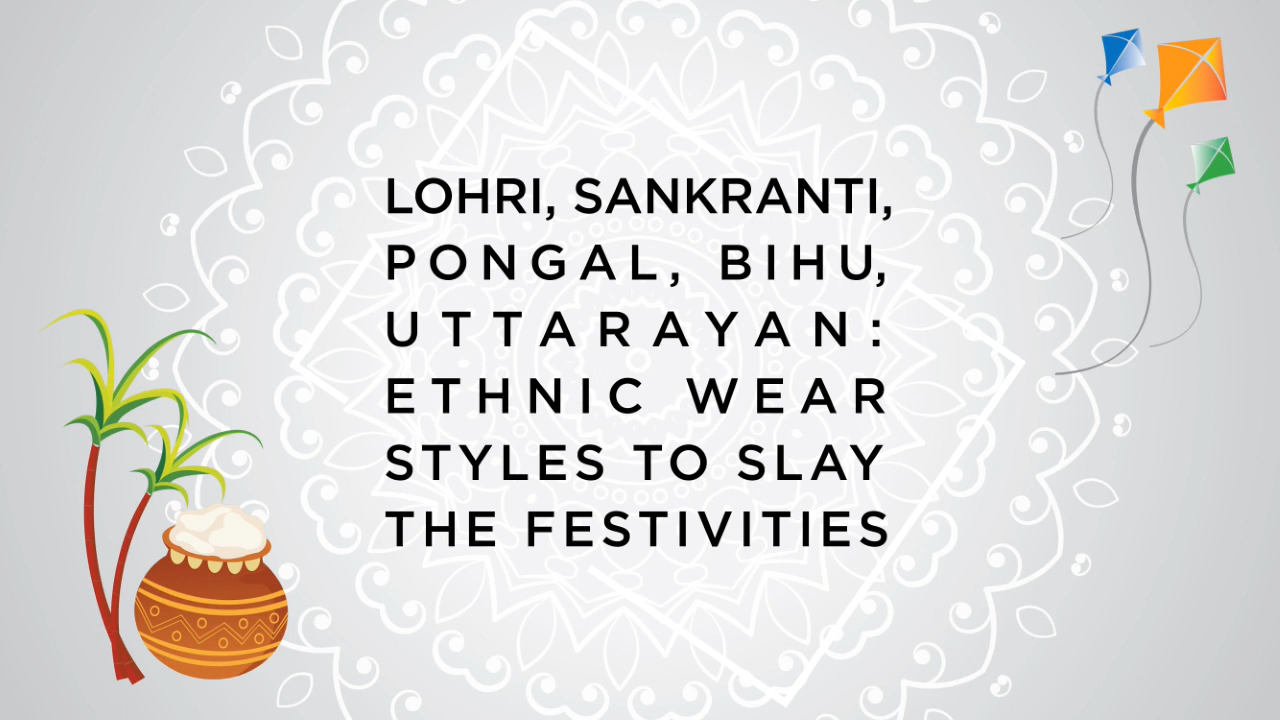 LOHRI, SANKRANTI,
PONGAL, BIHU,
UTTARAYAN:
ETHNIC WEAR
STYLES TO SLAY
THE FESTIVITIES